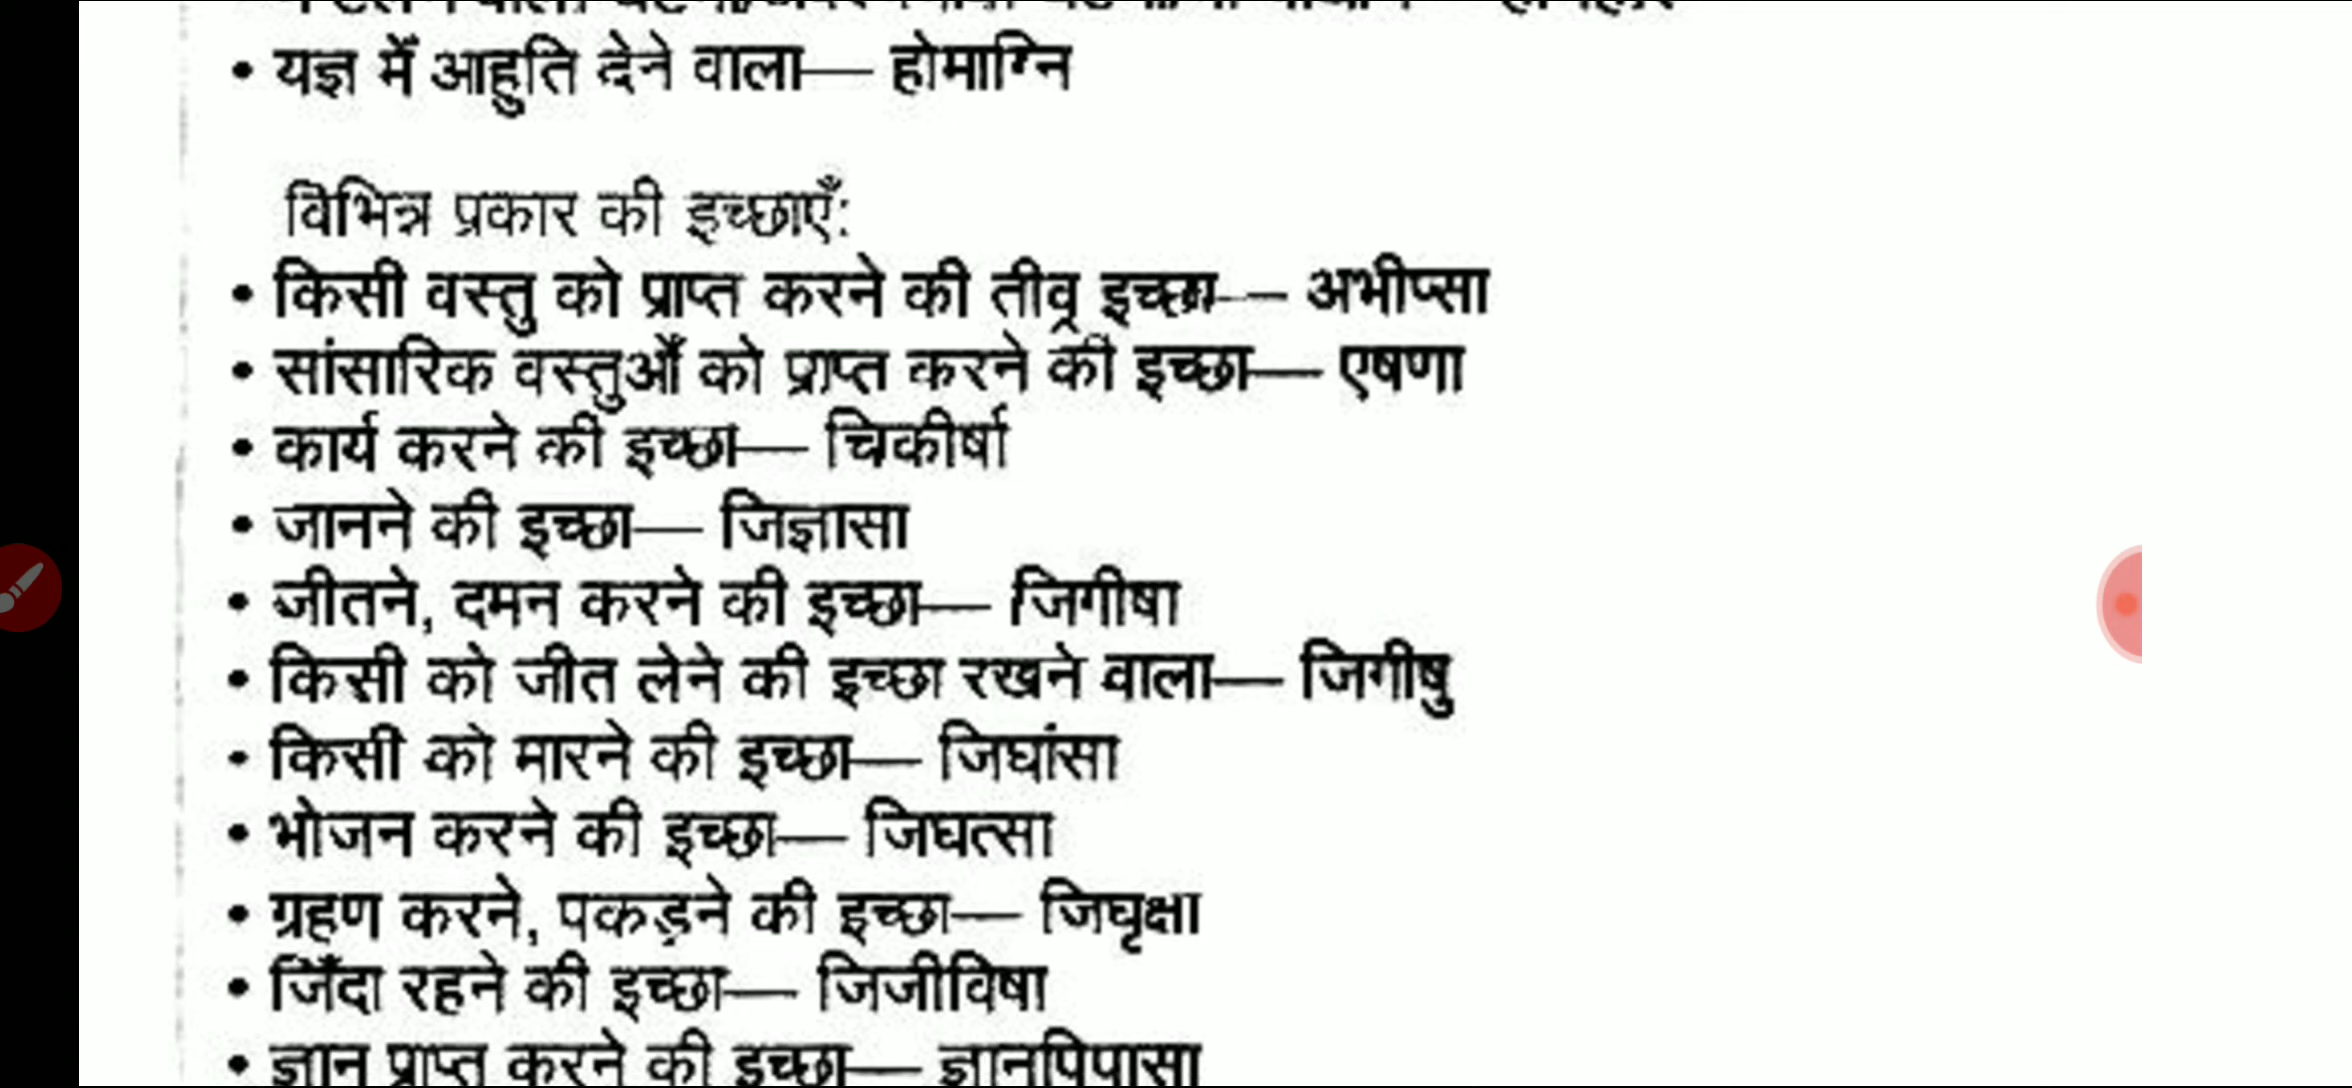 • यज्ञ में आहुति देने वाला— होमाग्नि
विभिन्न प्रकार की इच्छाएँ:
• किसी वस्तु को प्राप्त करने की तीव्र इच्छा— अभीप्सा
• सांसारिक वस्तुओं को प्राप्त करने की इच्छा— एषणा
• कार्य करने की इच्छा— चिकीर्षा
• जानने की इच्छा— जिज्ञासा
• जीतने, दमन करने की इच्छा— जिगीषा
• किसी को जीत लेने की इच्छा रखने वाला— जिगीषु
• किसी को मारने की इच्छा— जिघांसा
• भोजन करने की इच्छा— जिघत्सा
• ग्रहण करने, पकड़ने की इच्छा— जिघृक्षा
• जिंदा रहने की इच्छा— जिजीविषा
• ज्ञान प्राप्त करने की इच्छा— ज्ञानपिपासा